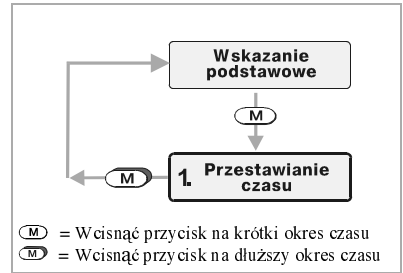 Wskazanie
podstawowe
M
1. Przestawianie
czasu
M
M = Wcisnąć przycisk na krótki okres czasu
M = Wcisnąć przycisk na dłuższy okres czasu